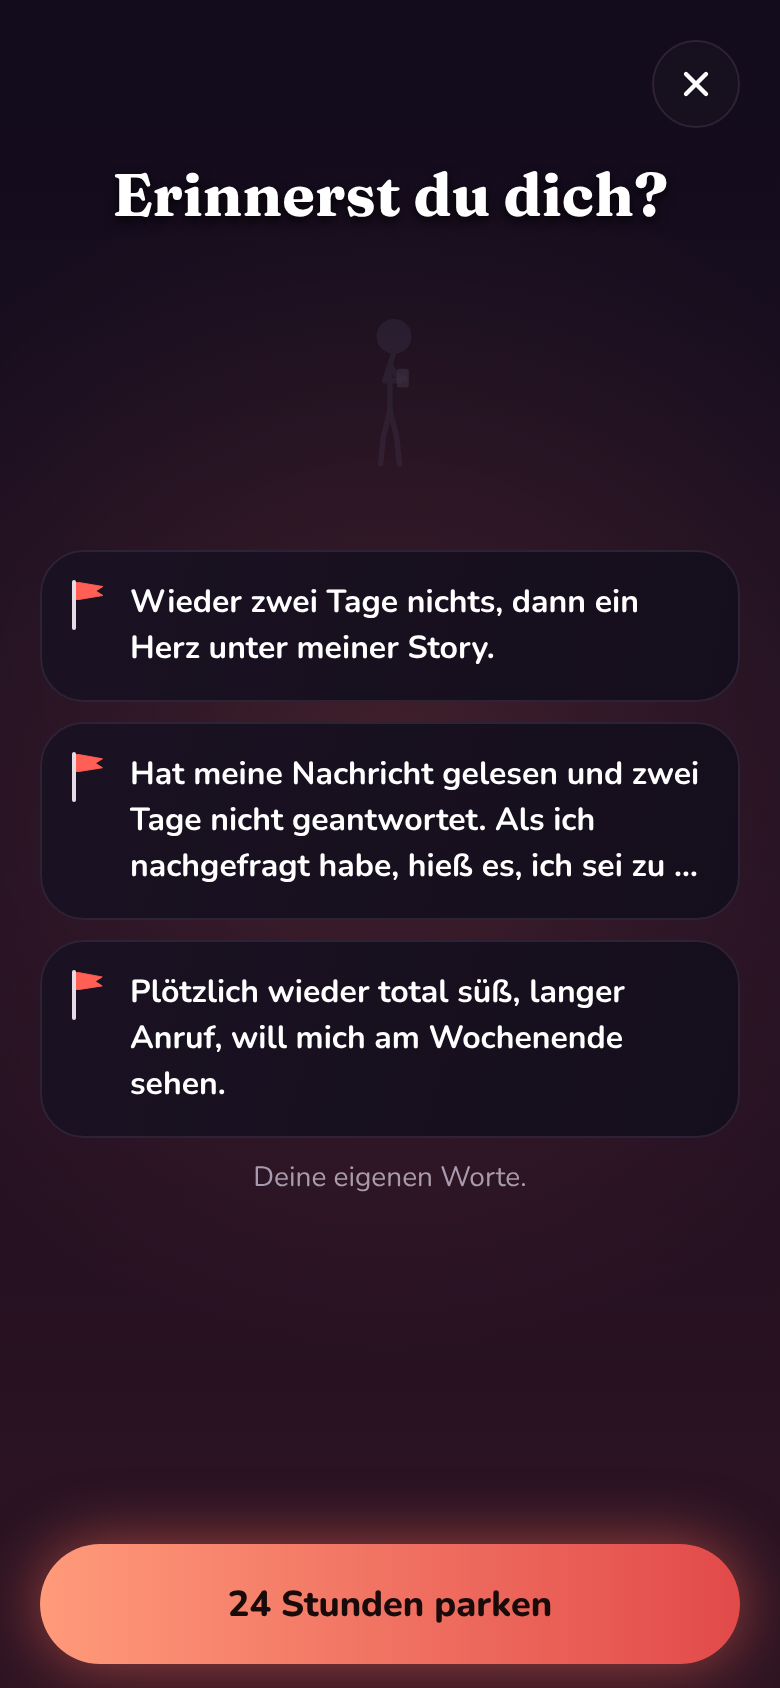 Erinnerst du dich?
Wieder zwei Tage nichts, dann ein
Herz unter meiner Story.
Hat meine Nachricht gelesen und zwei
Tage nicht geantwortet. Als ich
nachgefragt habe, hieß es, ich sei zu ...
Plötzlich wieder total süß, langer
Anruf, will mich am Wochenende
sehen.
Deine eigenen Worte.
24 Stunden parken